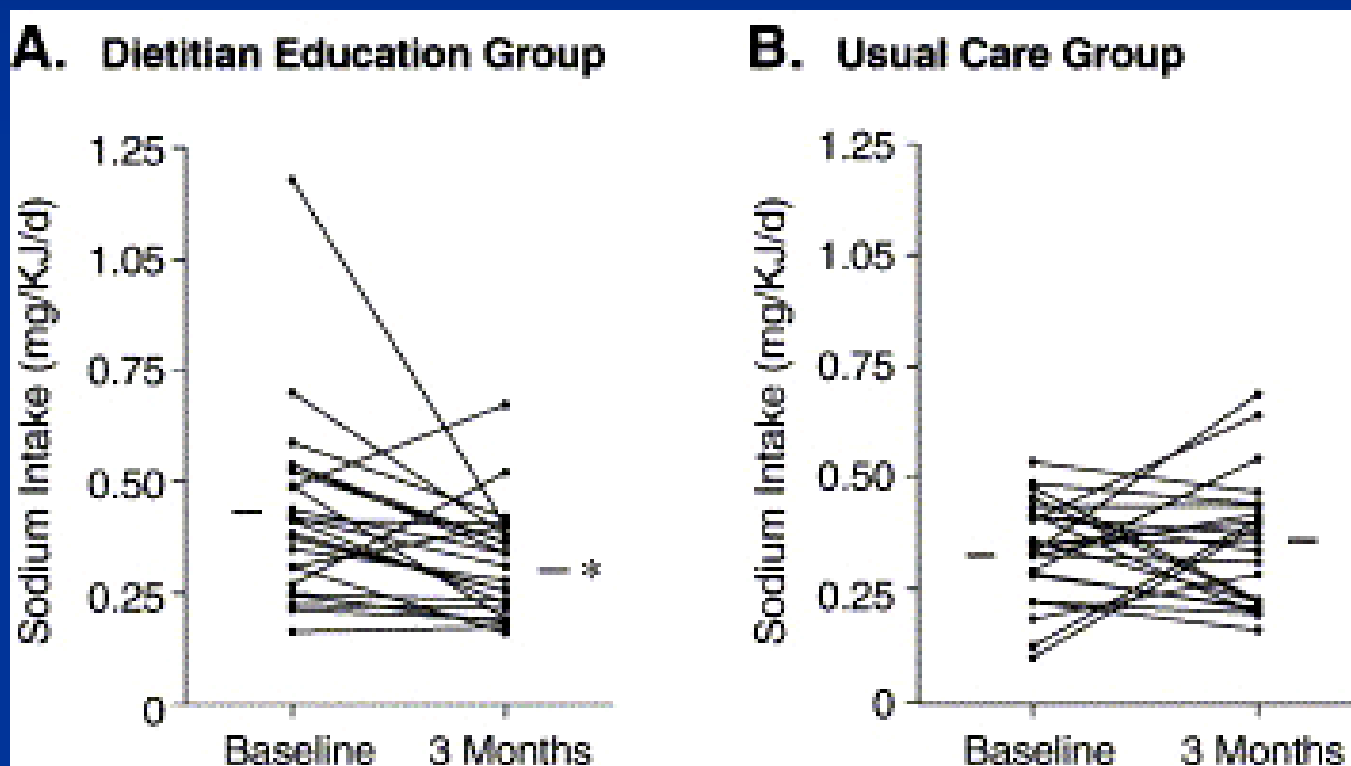 A. Dietitian Education Group
Sodium Intake (mg/KJ/d)
1.25
1.05
0.75
0.50
0.25
0
*
Baseline 3 Months
B. Usual Care Group
Sodium Intake (mg/KJ/d)
1.25
1.05
0.75
0.50
0.25
0
Baseline 3 Months